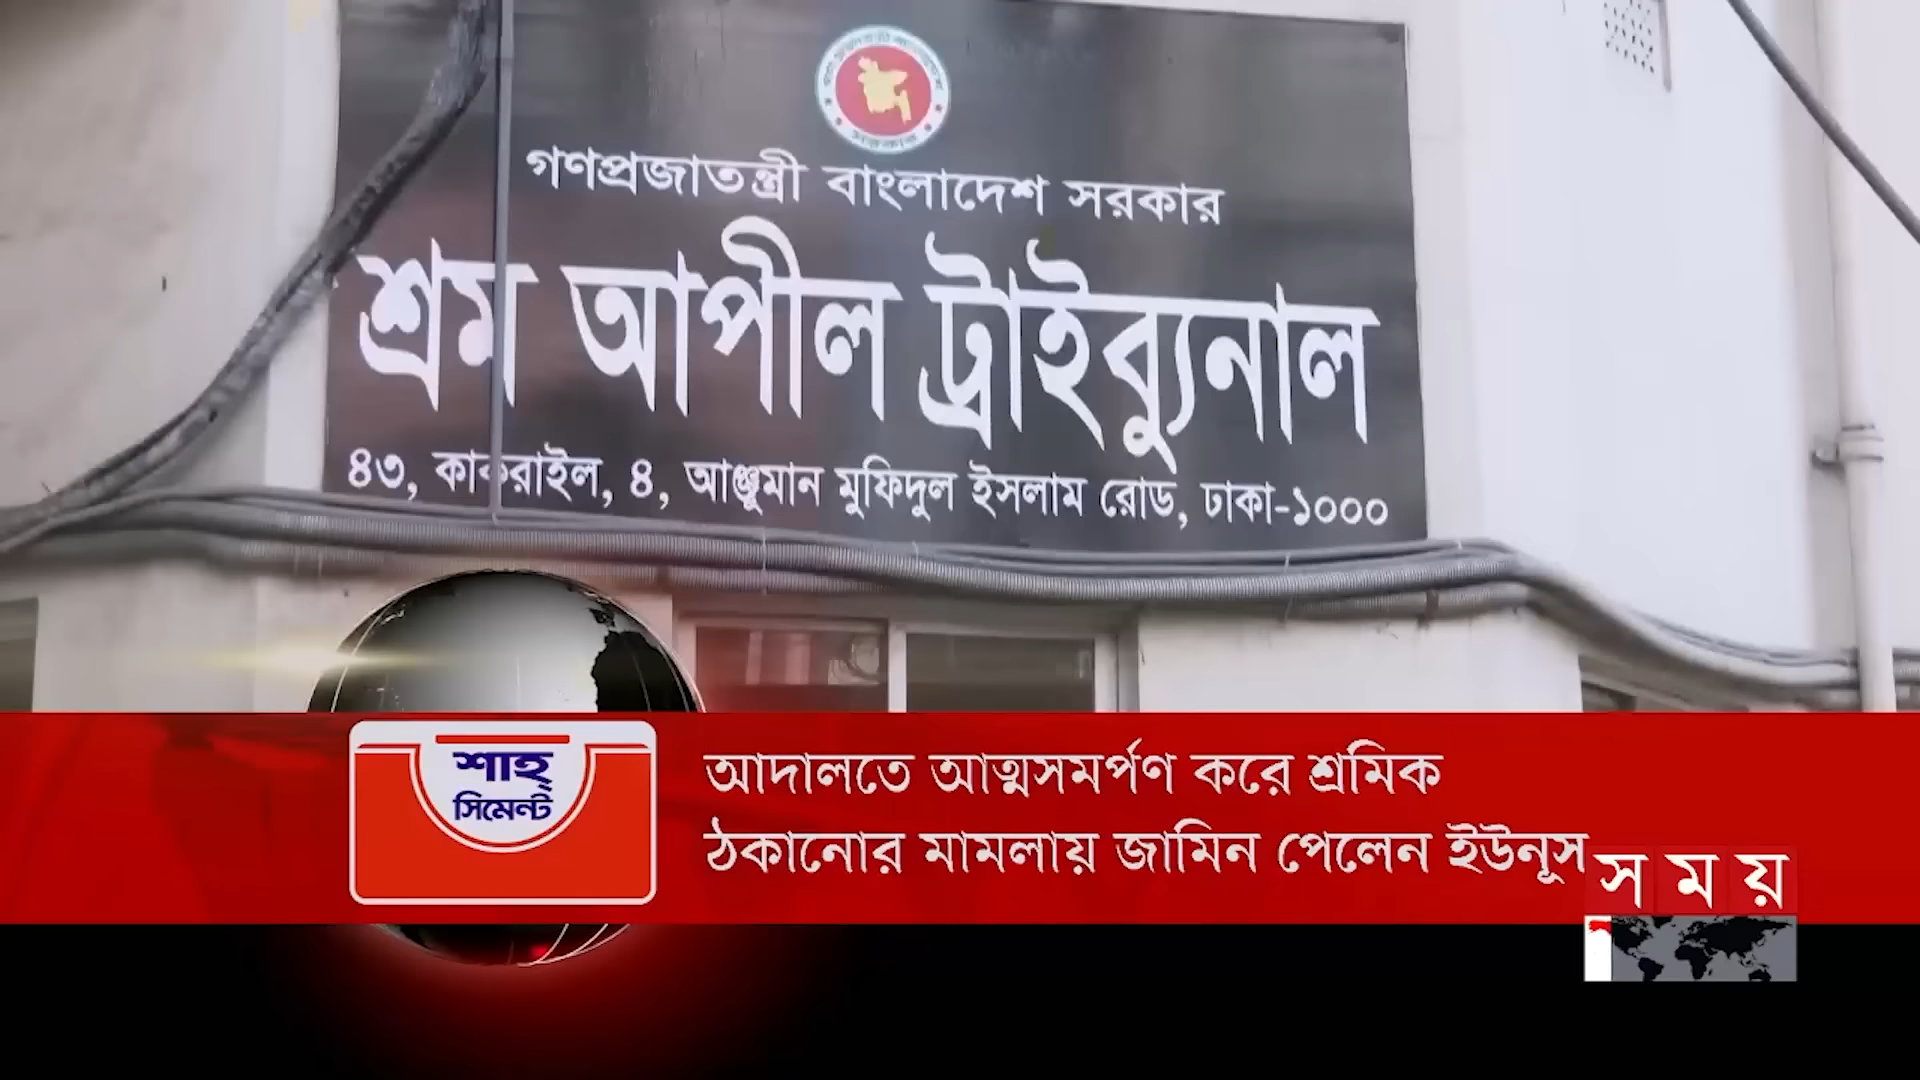 গণপ্রজাতন্ত্রী বাংলাদেশ সরকার
শ্রম আপীল ট্রাইব্যুনাল
৪৩, কাকরাইল, ৪, আঞ্জুমান মুফিদুল ইসলাম রোড, ঢাকা-১০০০
শাহ্
সিমেন্ট
আদালতে আত্মসমর্পণ করে শ্রমিক
ঠকানোর মামলায় জামিন পেলেন ইউনূস
সময়